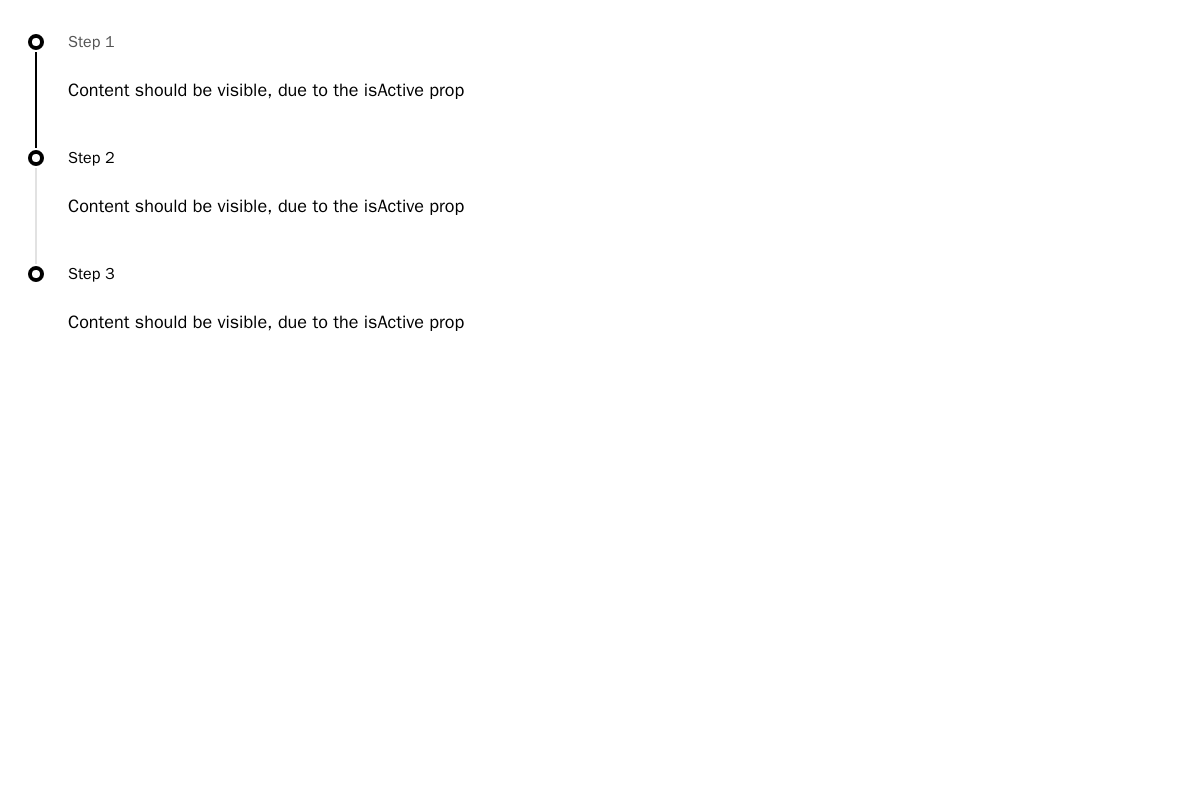 Step 1
Content should be visible, due to the isActive prop
Step 2
Content should be visible, due to the isActive prop
Step 3
Content should be visible, due to the isActive prop